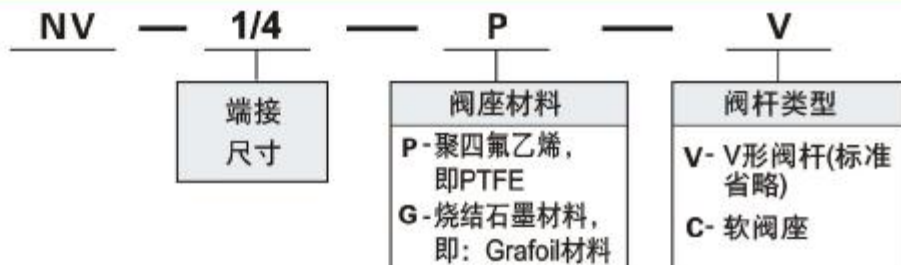 NV — 1/4 — P — V
端接
尺寸
阀座材料
P-聚四氟乙烯，
即PTFE
G-烧结石墨材料，
即：Grafoil材料
阀杆类型
V- V形阀杆(标准
省略)
C- 软阀座